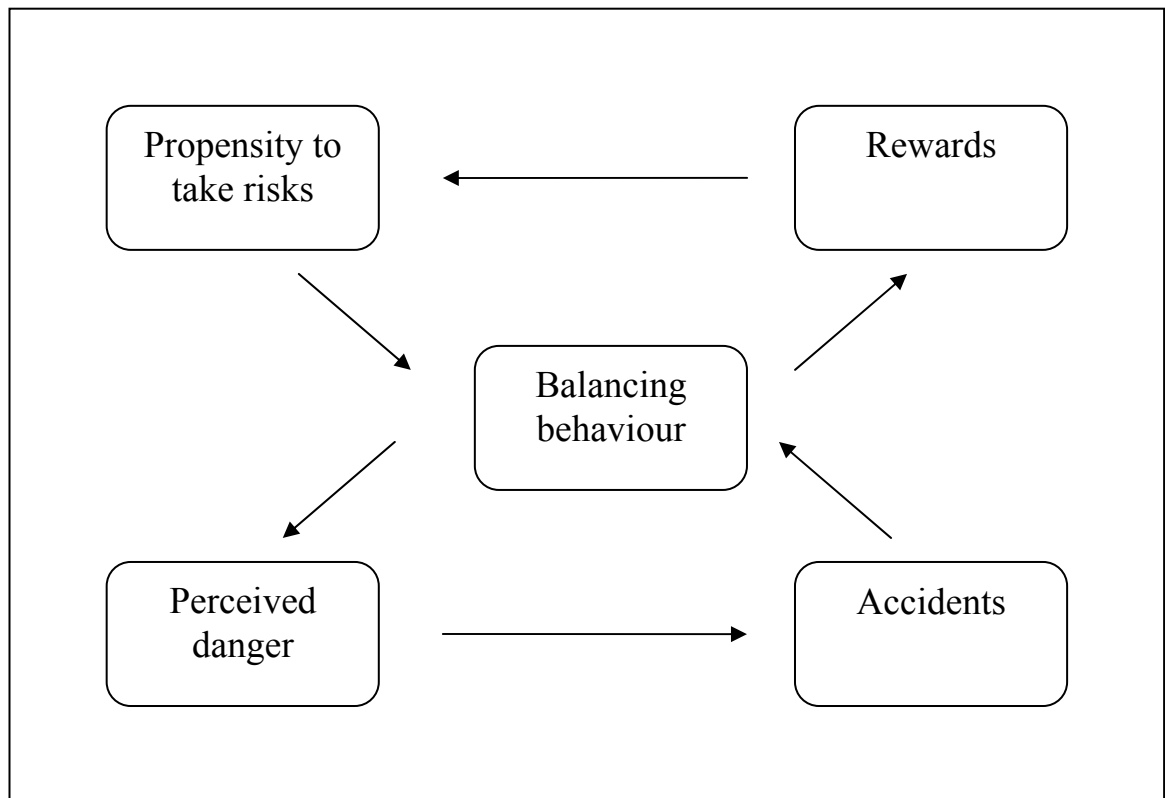 Propensity to
take risks
Rewards
Balancing
behaviour
Perceived
danger
Accidents